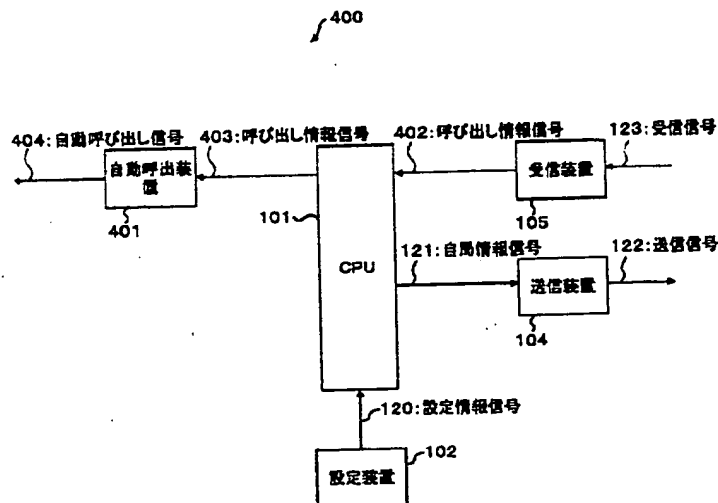 400
404:自動呼び出し信号
403:呼び出し情報信号
402:呼び出し情報信号
123:受信信号
自動呼出装
置
401
101
CPU
受信装置
105
121:自局情報信号
122:送信信号
送信装置
104
120:設定情報信号
設定装置
102